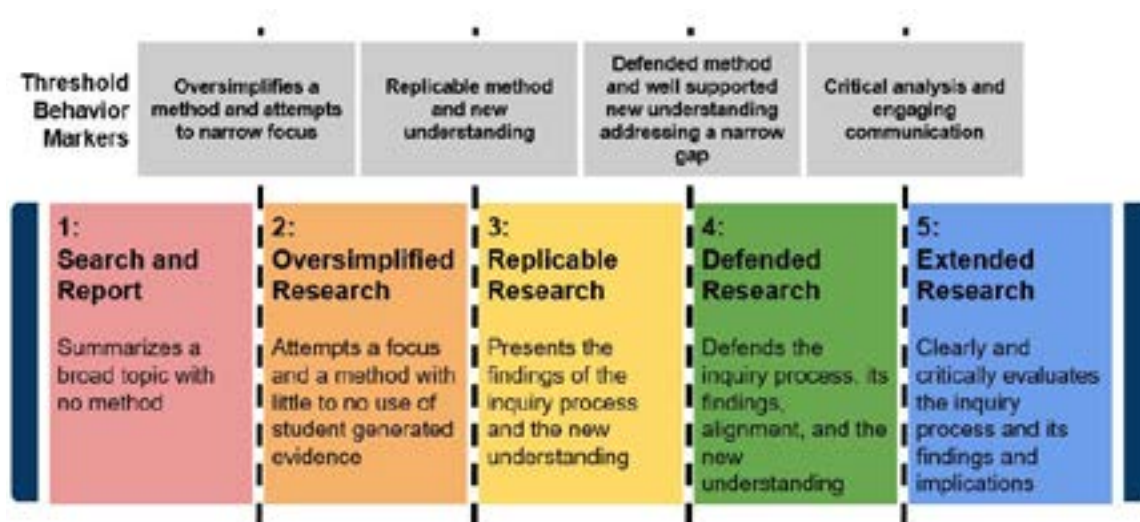 Threshold
Behavior
Markers
Oversimplifies a
method and attempts
to narrow focus
Replicable method
and new
understanding
Defended method
and well supported
new understanding
addressing a narrow
gap
Critical analysis and
engaging
communication
1:
Search and
Report
Summarizes a
broad topic with
no method
2:
Oversimplified
Research
Attempts a focus
and a method with
little to no use of
student generated
evidence
3:
Replicable
Research
Presents the
findings of the
inquiry process
and the new
understanding
4:
Defended
Research
Defends the
inquiry process, its
findings,
alignment, and the
new
understanding
5:
Extended
Research
Clearly and
critically evaluates
the inquiry
process and its
findings and
implications